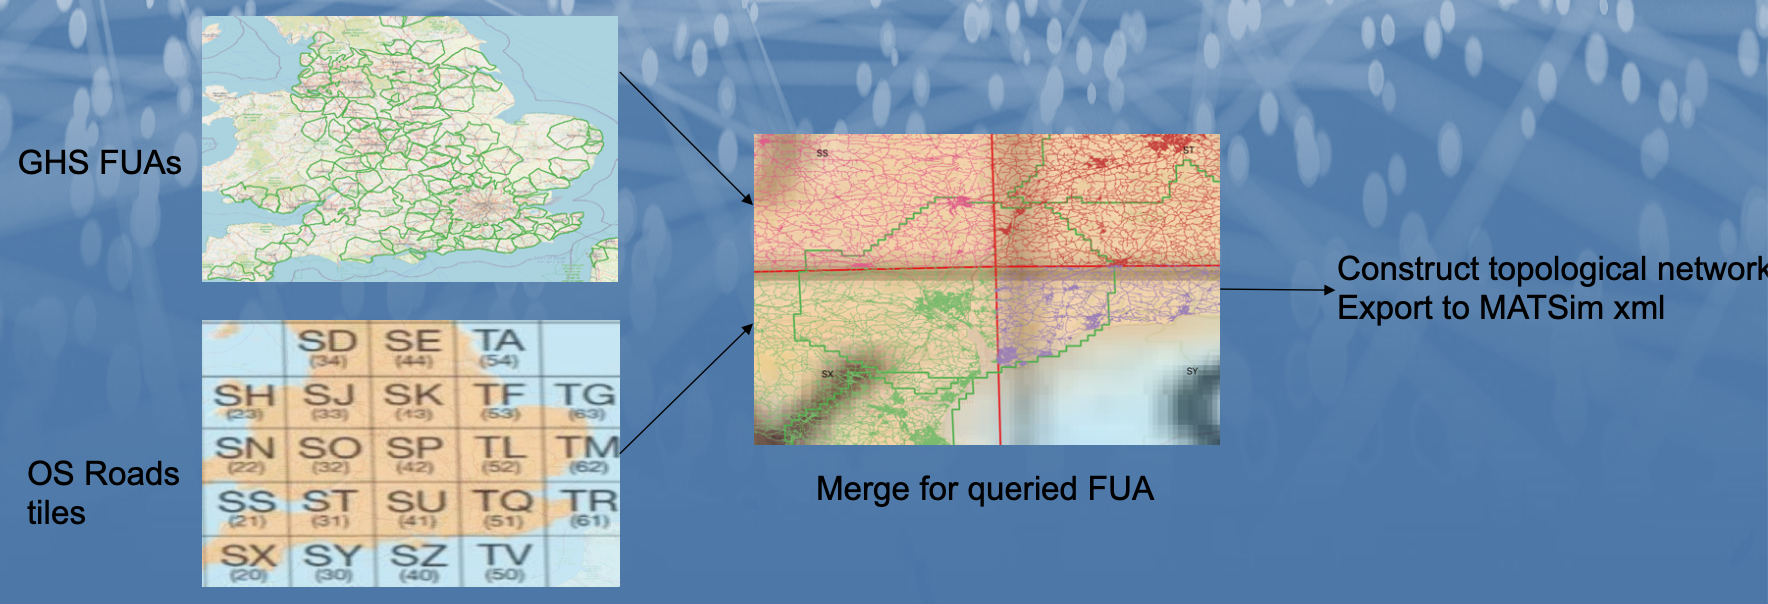 GHS FUAs
OS Roads
tiles
SD SE TA
(34) (44) (54)
SH SJ SK TF TG
(23) (33) (43) (53) (63)
SN SO SP TL TM
(22) (32) (42) (52) (62)
SS ST SU TQ TR
(21) (31) (41) (51) (61)
SX SY SZ TV
(20) (30) (40) (50)
SS
ST
SX
SY
Merge for queried FUA
Construct topological network
Export to MATSim xml